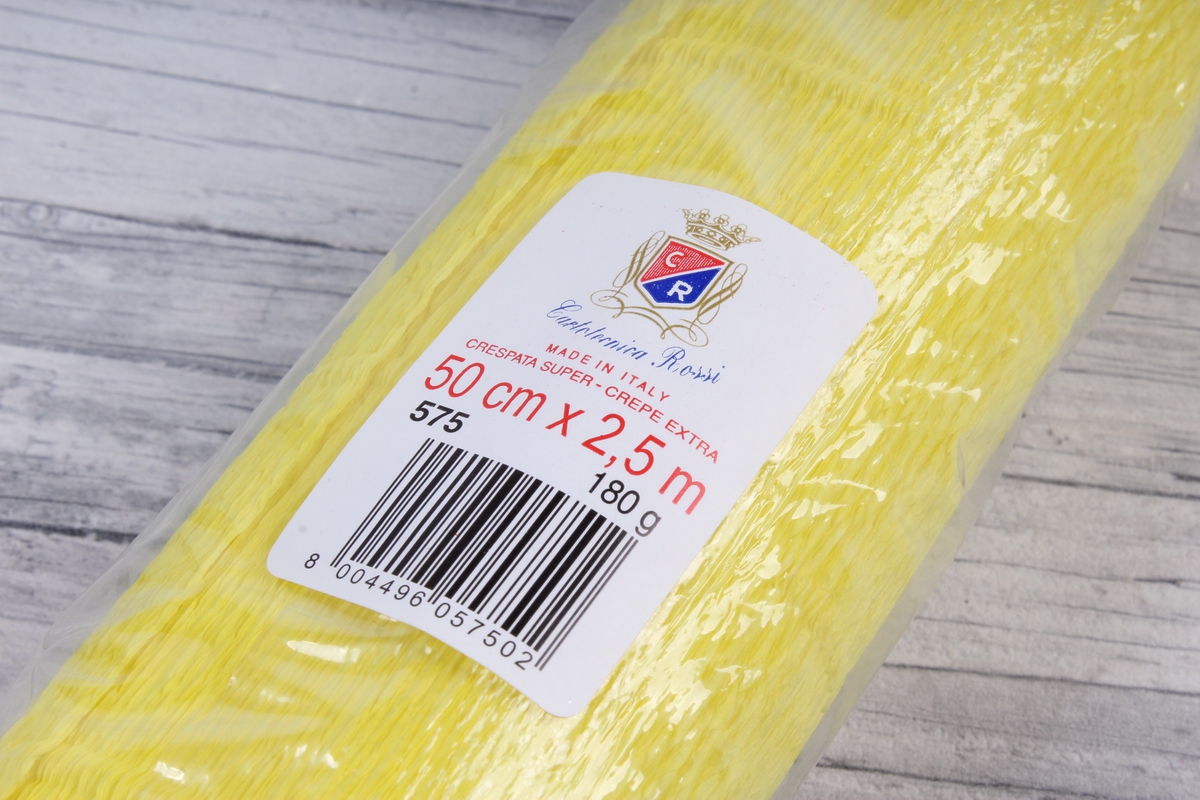 C
R
Cartotecnica Rossi
MADE IN ITALY
CRESPATA SUPER - CREPE EXTRA
50 cm x 2,5 m
575
180 g
8 004496 057502